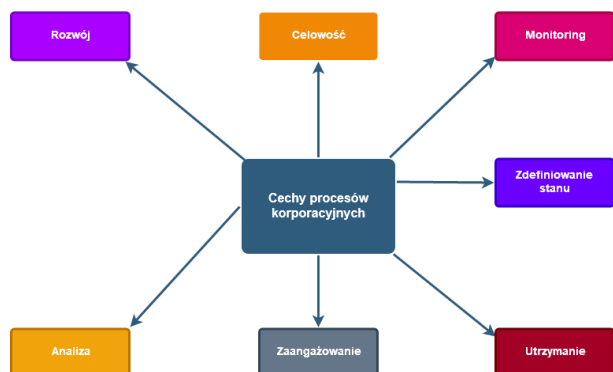 Rozwój
Celowość
Monitoring
Cechy procesów
korporacyjnych
Zdefiniowanie
stanu
Analiza
Zaangażowanie
Utrzymanie